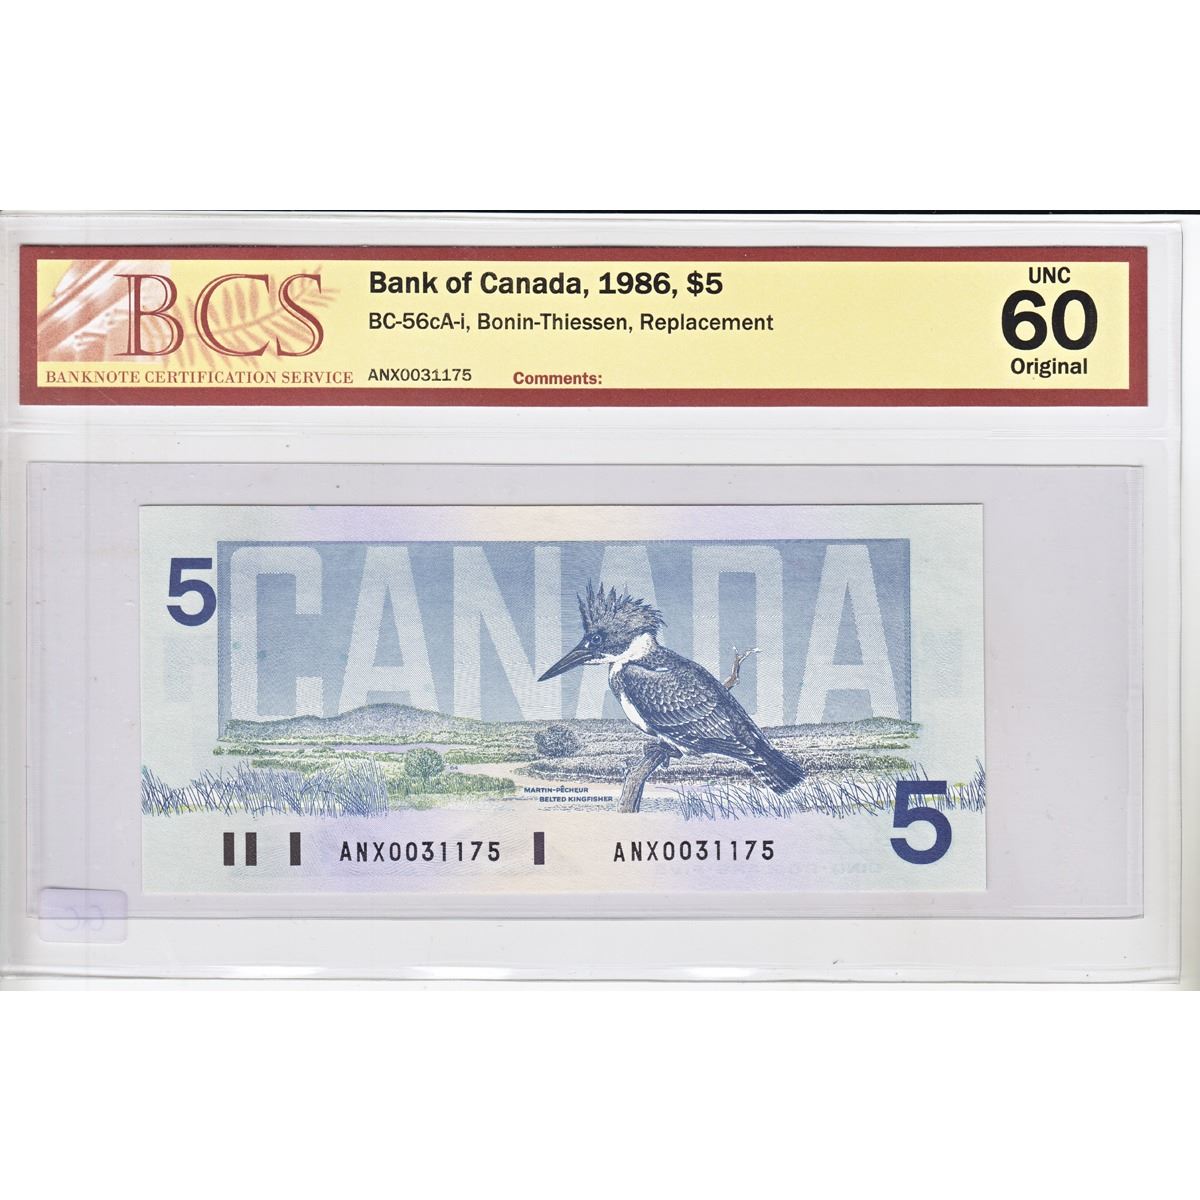 BCS
BANKNOTE CERTIFICATION SERVICE
Bank of Canada, 1986, $5
BC-56cA-i, Bonin-Thiessen, Replacement
ANX0031175 Comments:
UNC
60
Original
5
CANADA
MARTIN-PÊCHEUR
BELTED KINGFISHER
5
ANX0031175 ANX0031175